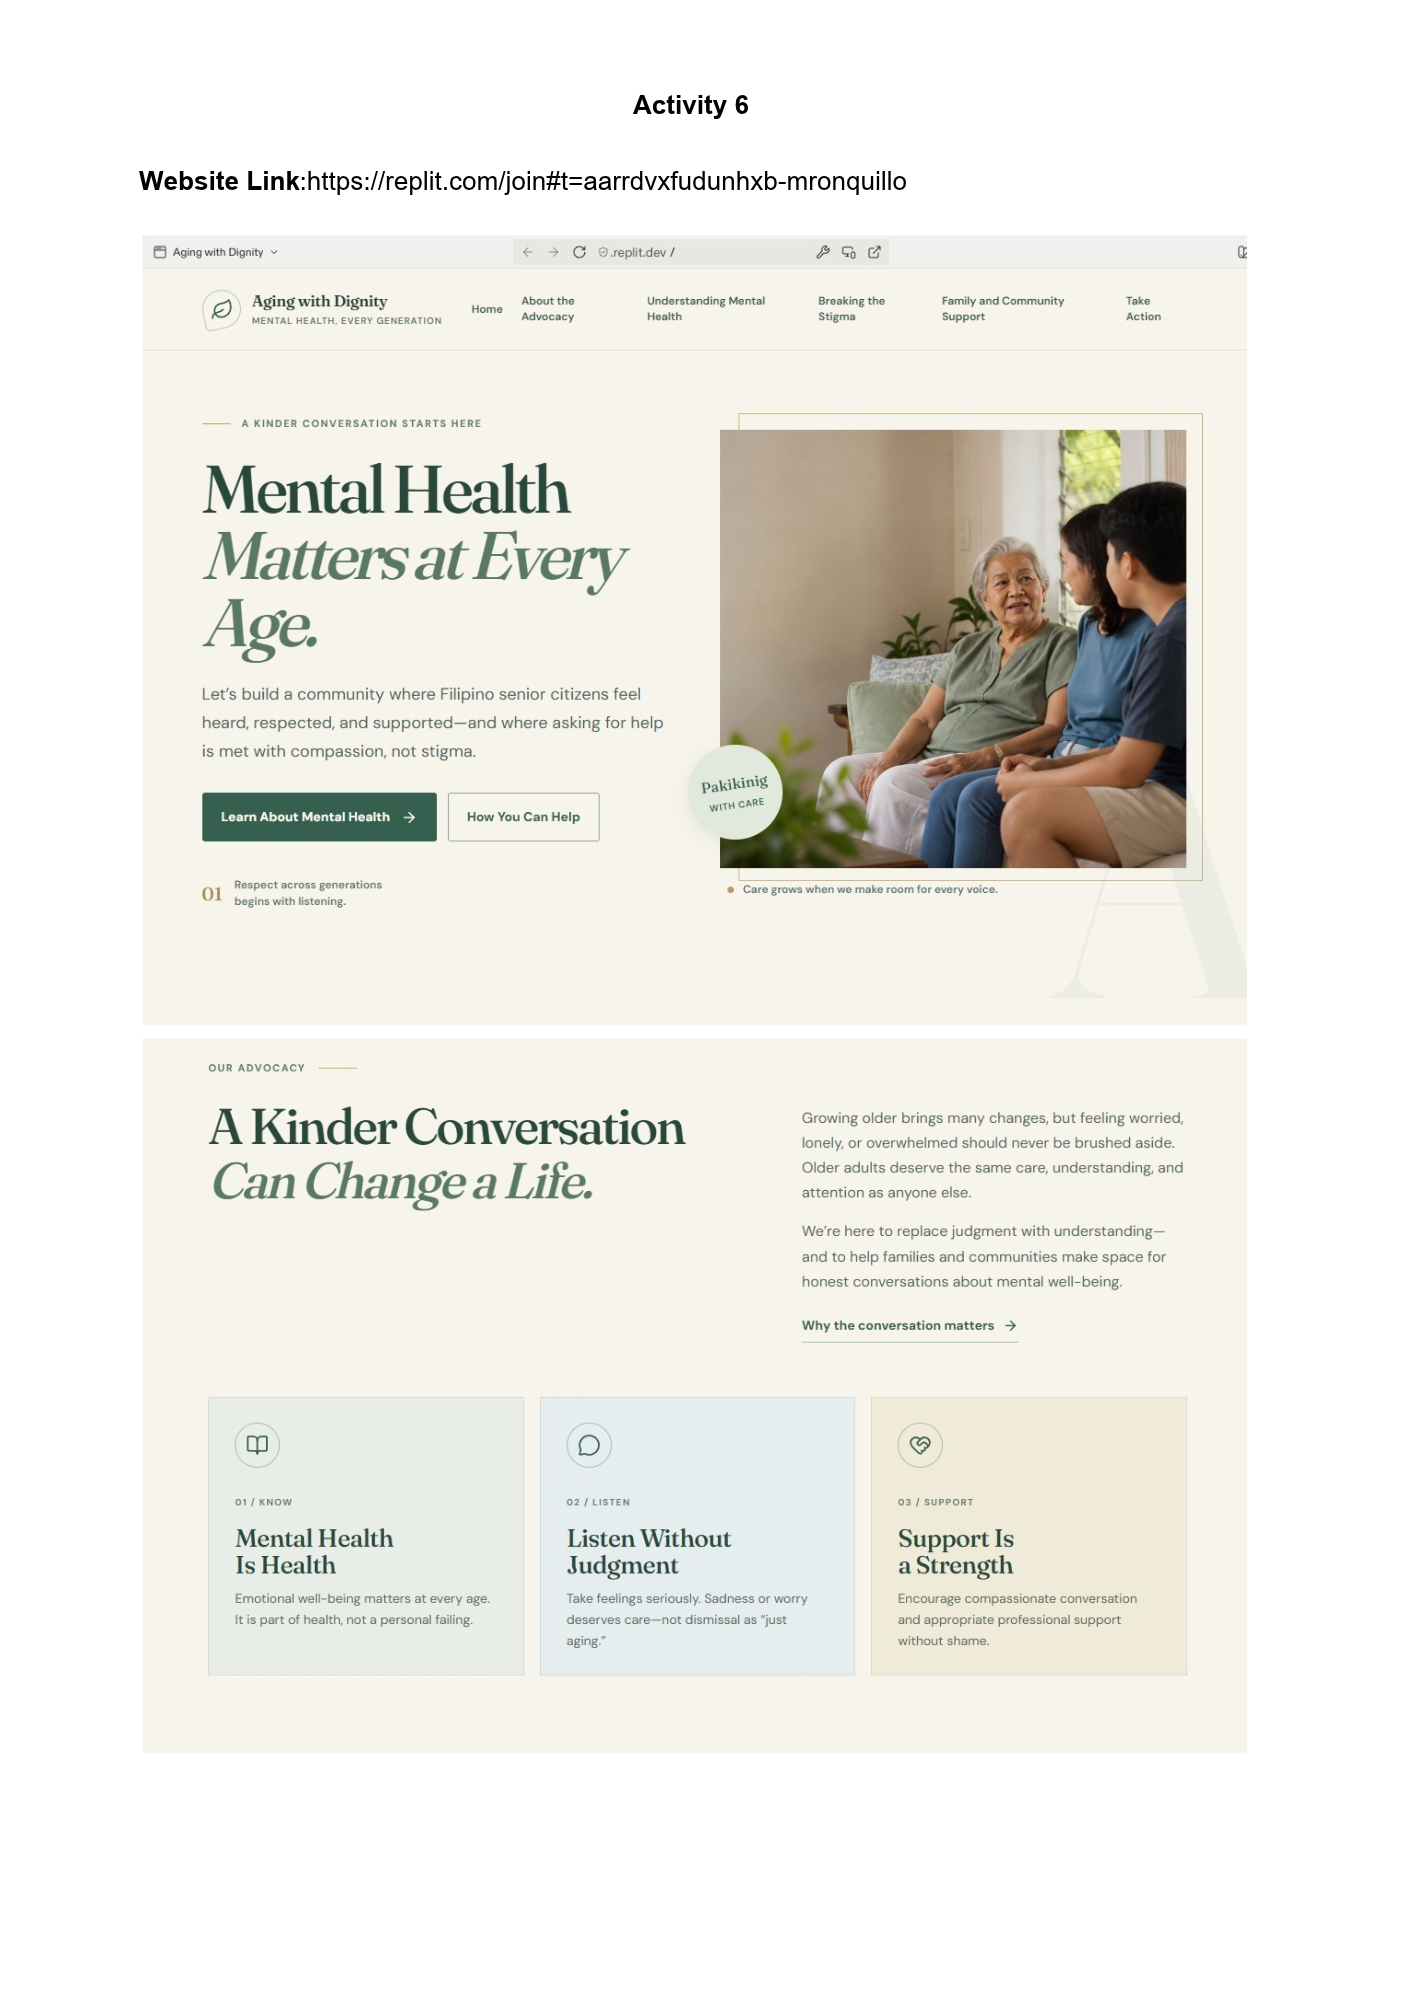 Activity 6
Website Link:https://replit.com/join#t=aarrdvxfudunhxb-mronquillo
Aging with Dignity
.replit.dev /
Aging with Dignity
MENTAL HEALTH, EVERY GENERATION
Home
About the
Advocacy
Understanding Mental
Health
Breaking the
Stigma
Family and Community
Support
Take
Action
A KINDER CONVERSATION STARTS HERE
Mental Health
Matters at Every
Age.
Let’s build a community where Filipino senior citizens feel
heard, respected, and supported—and where asking for help
is met with compassion, not stigma.
Learn About Mental Health →
How You Can Help
01
Respect across generations
begins with listening.
Pakikinig
WITH CARE
Care grows when we make room for every voice.
A
OUR ADVOCACY
A Kinder Conversation
Can Change a Life.
Growing older brings many changes, but feeling worried,
lonely, or overwhelmed should never be brushed aside.
Older adults deserve the same care, understanding, and
attention as anyone else.
We’re here to replace judgment with understanding—
and to help families and communities make space for
honest conversations about mental well-being.
Why the conversation matters →
01 / KNOW
Mental Health
Is Health
Emotional well-being matters at every age.
It is part of health, not a personal failing.
02 / LISTEN
Listen Without
Judgment
Take feelings seriously. Sadness or worry
deserves care—not dismissal as “just
aging.”
03 / SUPPORT
Support Is
a Strength
Encourage compassionate conversation
and appropriate professional support
without shame.